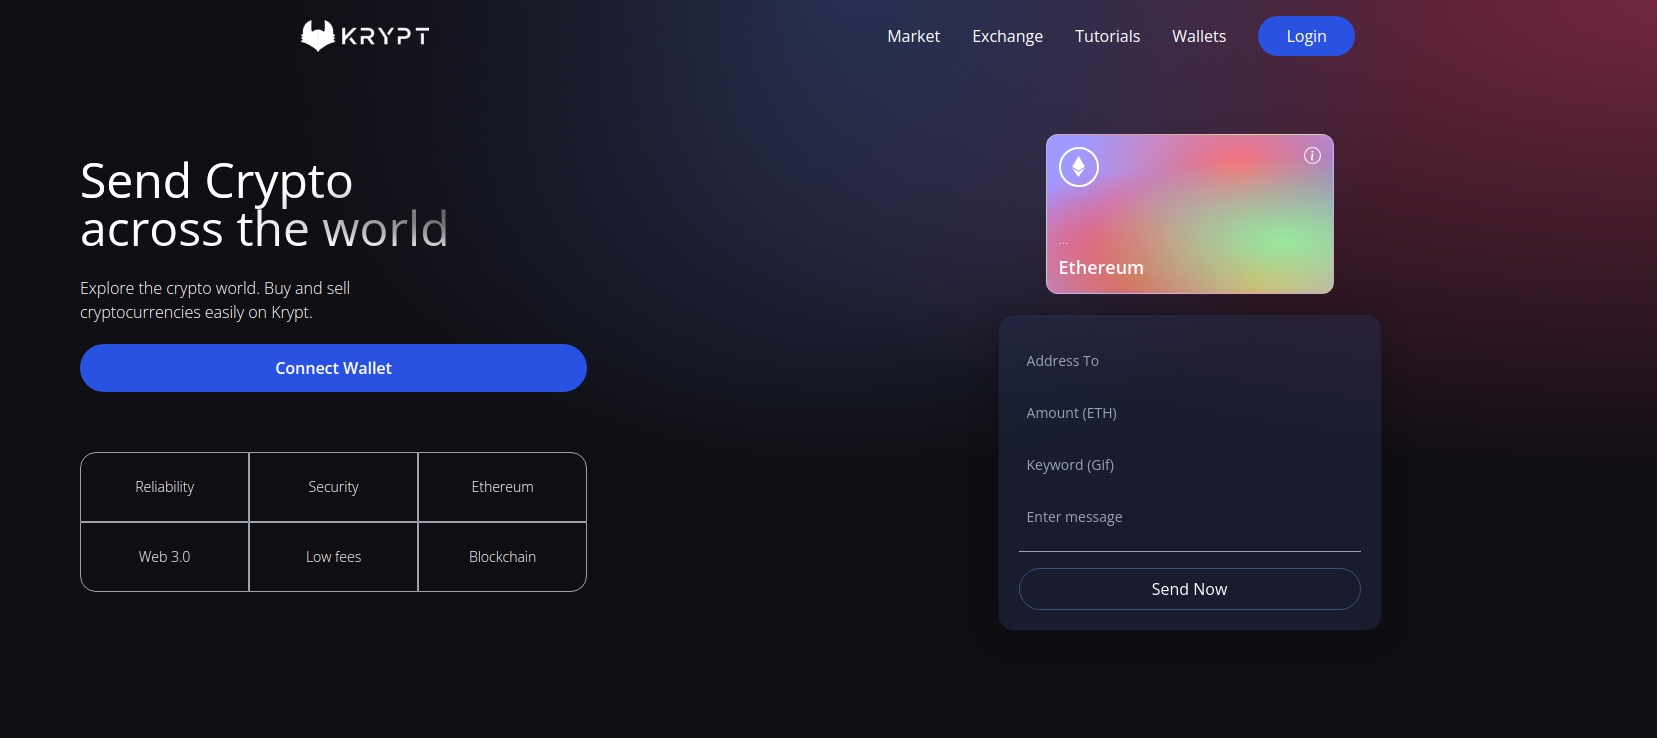 KRYPT
Market Exchange Tutorials Wallets Login
Send Crypto
across the world
Explore the crypto world. Buy and sell
cryptocurrencies easily on Krypt.
Connect Wallet
Reliability Security Ethereum
Web 3.0 Low fees Blockchain
...
Ethereum
Address To
Amount (ETH)
Keyword (Gif)
Enter message
Send Now